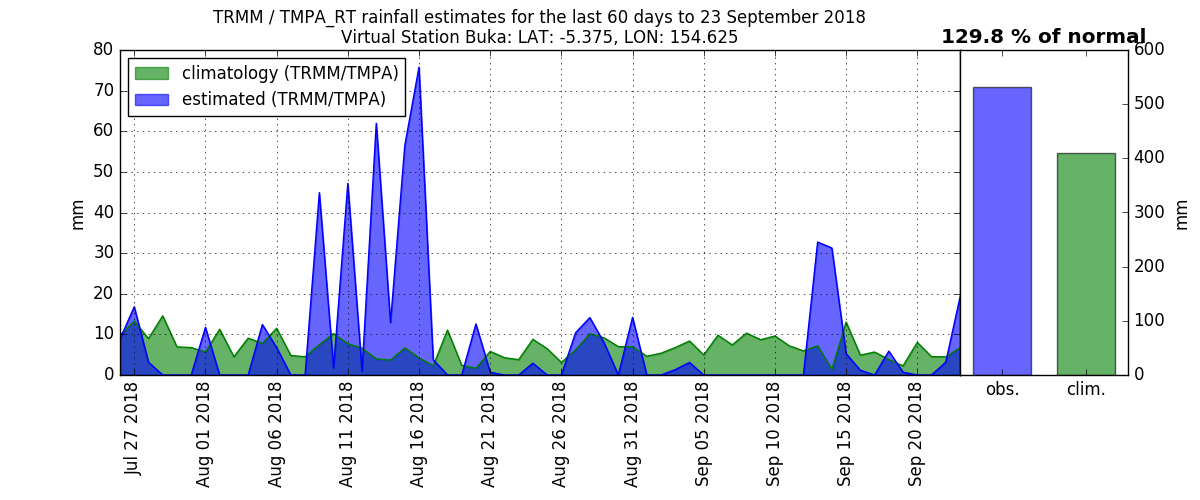 TRMM / TMPA_RT rainfall estimates for the last 60 days to 23 September 2018
Virtual Station Buka: LAT: -5.375, LON: 154.625
129.8 % of normal
climatology (TRMM/TMPA)
estimated (TRMM/TMPA)
mm
80
70
60
50
40
30
20
10
0
Jul 27 2018
Aug 01 2018
Aug 06 2018
Aug 11 2018
Aug 16 2018
Aug 21 2018
Aug 26 2018
Aug 31 2018
Sep 05 2018
Sep 10 2018
Sep 15 2018
Sep 20 2018
obs.
clim.
600
500
400
300
200
100
0
mm